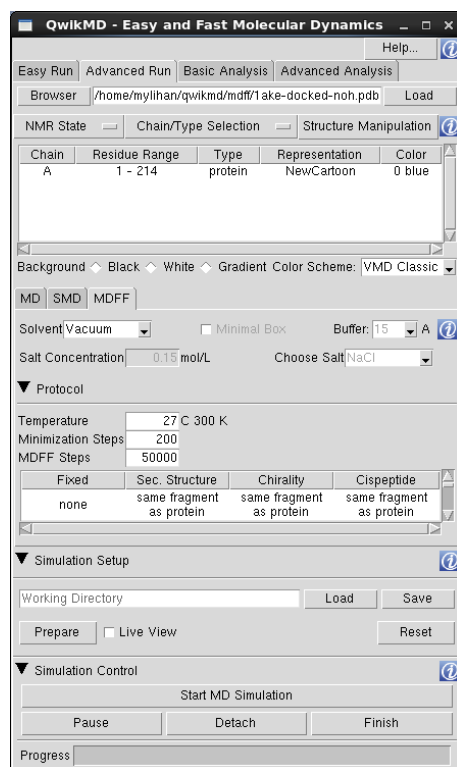 QwikMD - Easy and Fast Molecular Dynamics
Help...
Easy Run Advanced Run Basic Analysis Advanced Analysis
Browser /home/mylihan/qwikmd/mdff/1ake-docked-noh.pdb Load
NMR State Chain/Type Selection Structure Manipulation
Chain Residue Range Type Representation Color
A 1 - 214 protein NewCartoon 0 blue
Background Black White Gradient Color Scheme: VMD Classic
MD SMD MDFF
Solvent Vacuum Minimal Box Buffer: 15 A
Salt Concentration 0.15 mol/L Choose Salt NaCl
Protocol
Temperature 27 C 300 K
Minimization Steps 200
MDFF Steps 50000
Fixed Sec. Structure Chirality Cispeptide
none same fragment as protein same fragment as protein same fragment as protein
Simulation Setup
Working Directory Load Save
Prepare Live View Reset
Simulation Control
Start MD Simulation
Pause Detach Finish
Progress